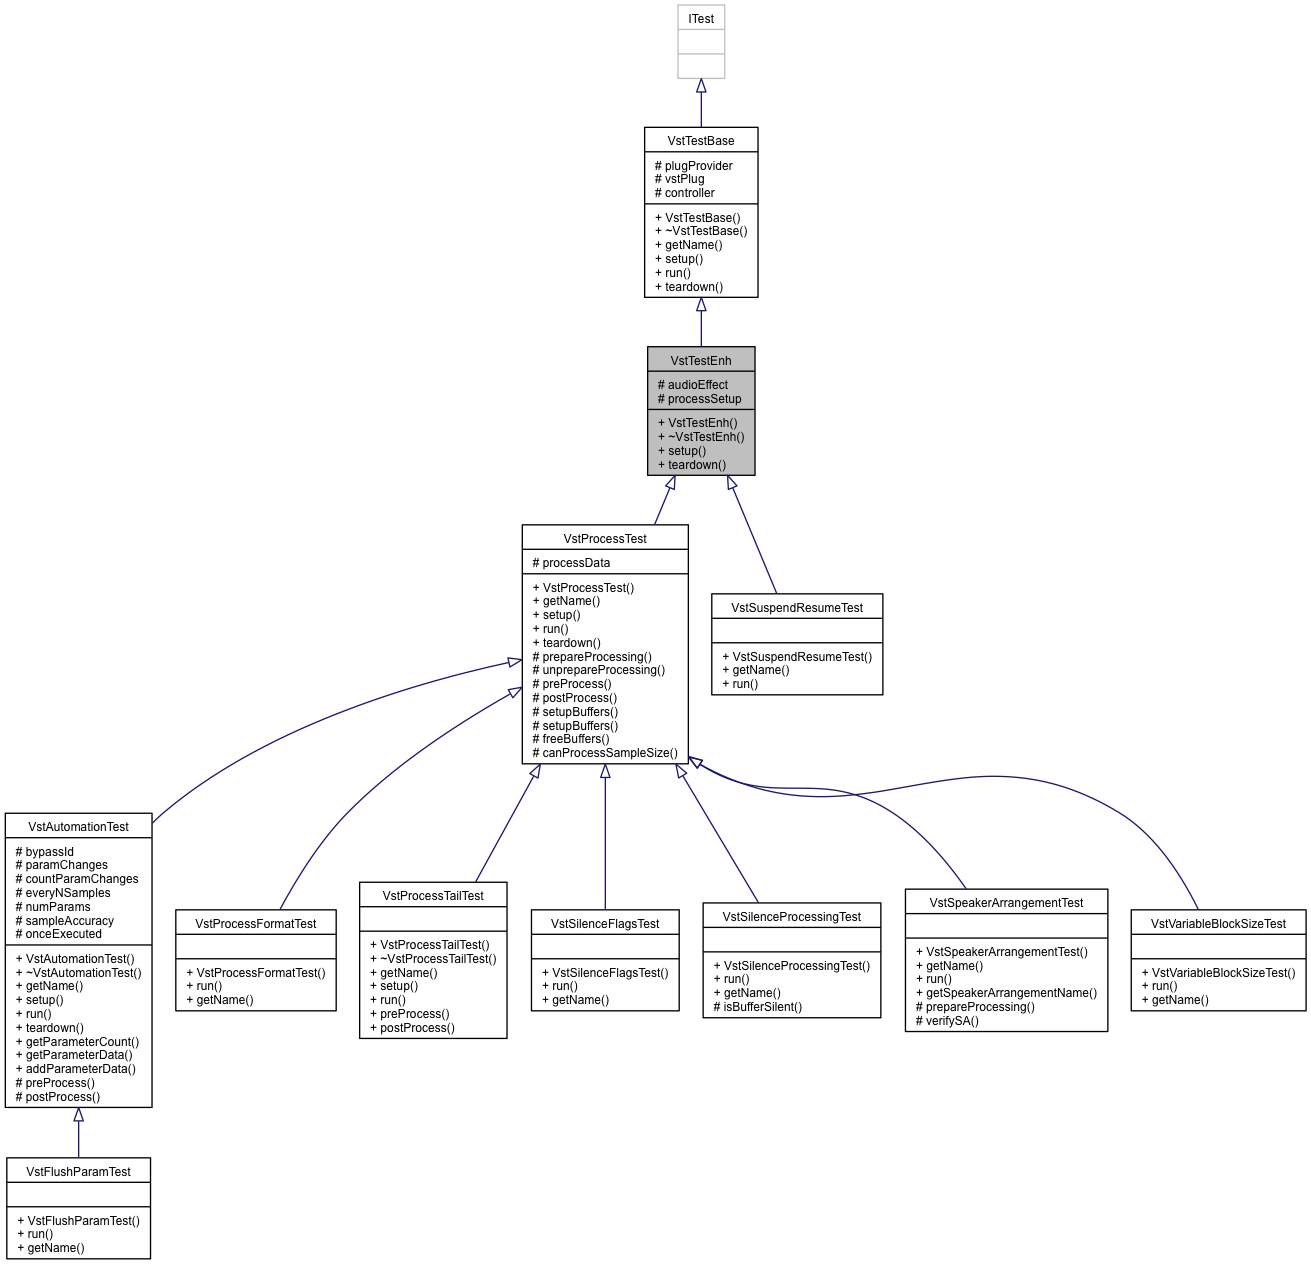 ITest
VstTestBase
# plugProvider
# vstPlug
# controller
+ VstTestBase()
+ ~VstTestBase()
+ getName()
+ setup()
+ run()
+ teardown()
VstTestEnh
# audioEffect
# processSetup
+ VstTestEnh()
+ ~VstTestEnh()
+ setup()
+ teardown()
VstProcessTest
# processData
+ VstProcessTest()
+ getName()
+ setup()
+ run()
+ teardown()
# prepareProcessing()
# unprepareProcessing()
# preProcess()
# postProcess()
# setupBuffers()
# setupBuffers()
# freeBuffers()
# canProcessSampleSize()
VstSuspendResumeTest
+ VstSuspendResumeTest()
+ getName()
+ run()
VstAutomationTest
# bypassId
# paramChanges
# countParamChanges
# everyNSamples
# numParams
# sampleAccuracy
# onceExecuted
+ VstAutomationTest()
+ ~VstAutomationTest()
+ getName()
+ setup()
+ run()
+ teardown()
+ getParameterCount()
+ getParameterData()
+ addParameterData()
# preProcess()
# postProcess()
VstProcessFormatTest
+ VstProcessFormatTest()
+ run()
+ getName()
VstProcessTailTest
+ VstProcessTailTest()
+ ~VstProcessTailTest()
+ getName()
+ setup()
+ run()
+ preProcess()
+ postProcess()
VstSilenceFlagsTest
+ VstSilenceFlagsTest()
+ run()
+ getName()
VstSilenceProcessingTest
+ VstSilenceProcessingTest()
+ run()
+ getName()
# isBufferSilent()
VstSpeakerArrangementTest
+ VstSpeakerArrangementTest()
+ getName()
+ run()
+ getSpeakerArrangementName()
# prepareProcessing()
# verifySA()
VstVariableBlockSizeTest
+ VstVariableBlockSizeTest()
+ run()
+ getName()
VstFlushParamTest
+ VstFlushParamTest()
+ run()
+ getName()